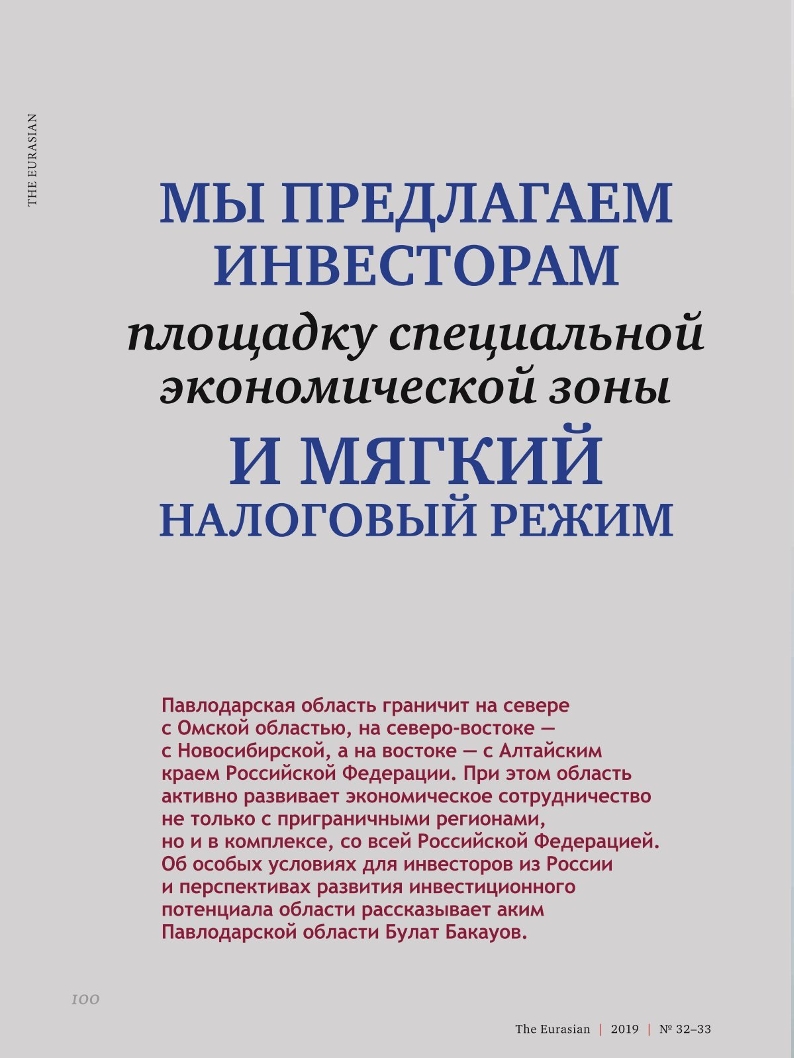 THE EURASIAN
МЫ ПРЕДЛАГАЕМ
ИНВЕСТОРАМ
площадку специальной
экономической зоны
И МЯГКИЙ
НАЛОГОВЫЙ РЕЖИМ
Павлодарская область граничит на севере
с Омской областью, на северо-востоке —
с Новосибирской, а на востоке — с Алтайским
краем Российской Федерации. При этом область
активно развивает экономическое сотрудничество
не только с приграничными регионами,
но и в комплексе, со всей Российской Федерацией.
Об особых условиях для инвесторов из России
и перспективах развития инвестиционного
потенциала области рассказывает аким
Павлодарской области Булат Бакауов.
100
The Eurasian | 2019 | № 32–33